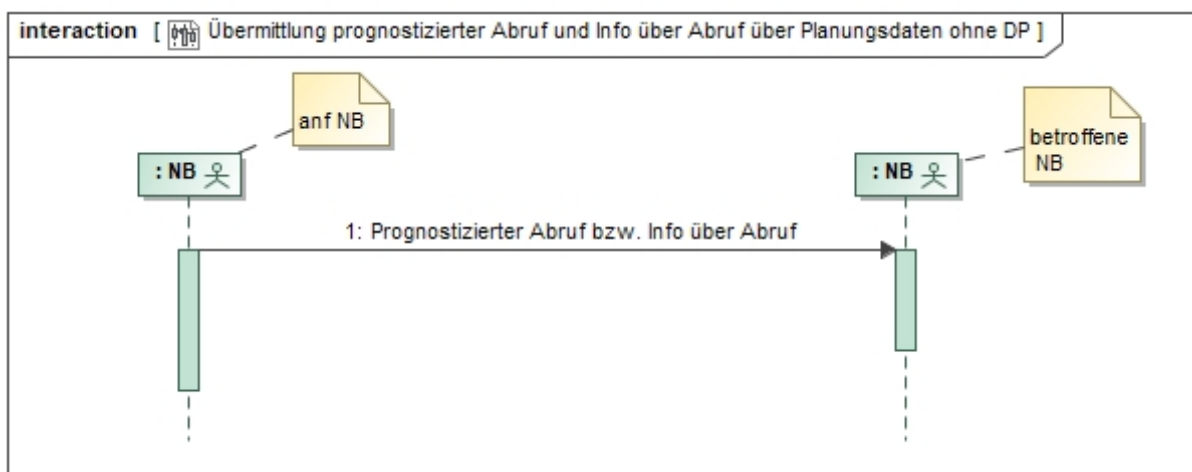 interaction [ Übermittlung prognostizierter Abruf und Info über Abruf über Planungsdaten ohne DP ]
anf NB
betroffene
NB
: NB
: NB
1: Prognostizierter Abruf bzw. Info über Abruf